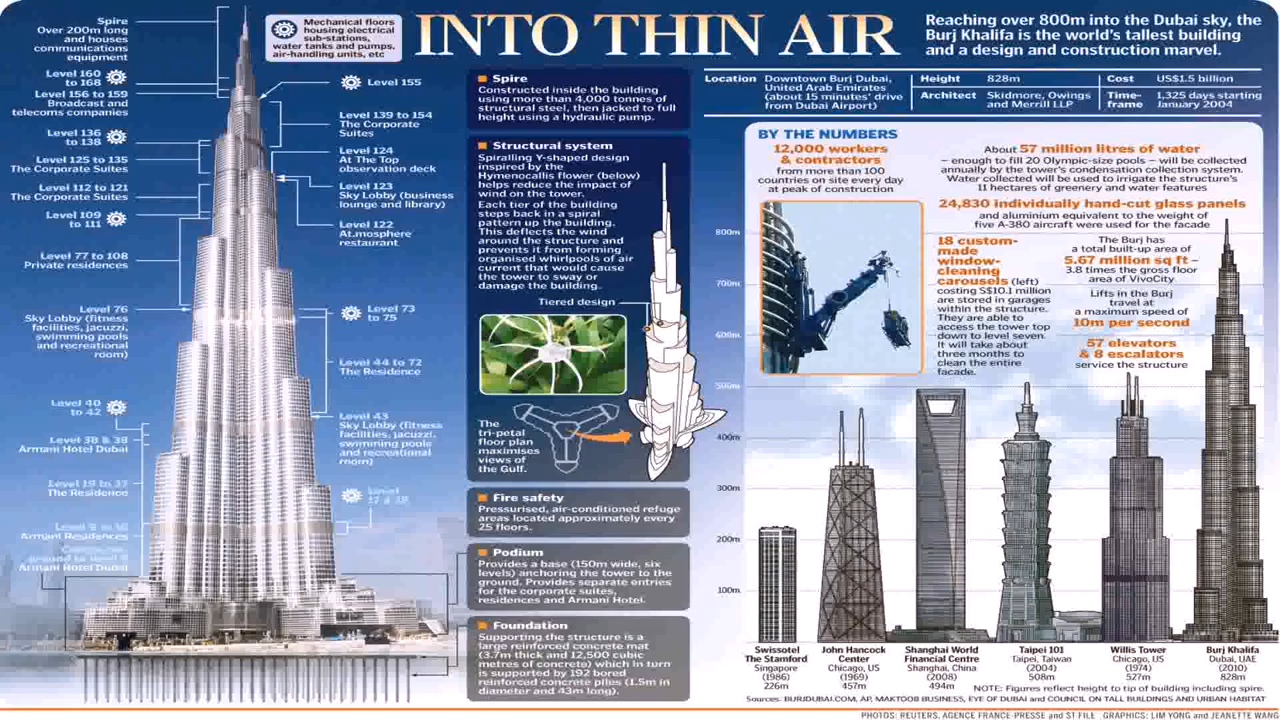 INTO THIN AIR
Reaching over 800m into the Dubai sky, the
Burj Khalifa is the world's tallest building
and a design and construction marvel.
Mechanical floors
housing electrical
sub-stations,
water tanks and pumps,
air-handling units, etc
Spire
Over 200m long
and houses
communications
equipment
Level 160
to 168
Level 156 to 159
Broadcast and
telecoms companies
Level 136
to 138
Level 125 to 135
The Corporate Suites
Level 112 to 121
The Corporate Suites
Level 109
to 111
Level 77 to 108
Private residences
Level 76
Sky Lobby (fitness
facilities, jacuzzi,
swimming pools
and recreational
room)
Level 40
to 42
Level 38 & 39
Armani Hotel Dubai
Level 19 to 37
The Residence
Armani Residences
Armani Hotel Dubai
Level 155
Level 139 to 154
The Corporate
Suites
Level 124
At The Top
observation deck
Level 123
Sky Lobby (business
lounge and library)
Level 122
At.mosphere
restaurant
Level 73
to 75
Level 44 to 72
The Residence
Level 43
Sky Lobby (fitness
facilities, jacuzzi,
swimming pools
and recreational
room)
Level
Spire
Constructed inside the building
using more than 4,000 tonnes of
structural steel, then jacked to full
height using a hydraulic pump.
Structural system
Spiralling Y-shaped design
inspired by the
Hymenocallis flower (below)
helps reduce the impact of
wind on the tower.
Each tier of the building
steps back in a spiral
pattern up the building.
This deflects the wind
around the structure and
prevents it from forming
organised whirlpools of air
current that would cause
the tower to sway or
damage the building.
Tiered design
The
tri-petal
floor plan
maximises
views of
the Gulf.
Fire safety
Pressurised, air-conditioned refuge
areas located approximately every
25 floors.
Podium
Provides a base (150m wide, six
levels) anchoring the tower to the
ground. Provides separate entries
for the corporate suites,
residences and Armani Hotel.
Foundation
Supporting the structure is a
large reinforced concrete mat
(3.7m thick and 12,500 cubic
metres of concrete) which in turn
is supported by 192 bored
reinforced concrete piles (1.5m in
diameter and 43m long).
Location Downtown Burj Dubai,
United Arab Emirates
(about 15 minutes' drive
from Dubai Airport)
Height 828m
Architect Skidmore, Owings
and Merrill LLP
Cost US$1.5 billion
Time- 1,325 days starting
frame January 2004
BY THE NUMBERS
12,000 workers
& contractors
from more than 100
countries on site every day
at peak of construction
About 57 million litres of water
– enough to fill 20 Olympic-size pools – will be collected
annually by the tower's condensation collection system.
Water collected will be used to irrigate the structure's
11 hectares of greenery and water features
24,830 individually hand-cut glass panels
and aluminium equivalent to the weight of
five A-380 aircraft were used for the facade
18 custom-
made
window-
cleaning
carousels (left)
costing S$10.1 million
are stored in garages
within the structure.
They are able to
access the tower top
down to level seven.
It will take about
three months to
clean the entire
facade.
The Burj has
a total built-up area of
5.67 million sq ft –
3.8 times the gross floor
area of VivoCity
Lifts in the Burj
travel at
a maximum speed of
10m per second
57 elevators
& 8 escalators
service the structure
800m
700m
600m
500m
400m
300m
200m
100m
Swissotel
The Stamford
Singapore
(1986)
226m
John Hancock
Center
Chicago, US
(1969)
457m
Shanghai World
Financial Centre
Shanghai, China
(2008)
494m
Taipei 101
Taipei, Taiwan
(2004)
508m
Willis Tower
Chicago, US
(1974)
527m
Burj Khalifa
Dubai, UAE
(2010)
828m
NOTE: Figures reflect height to tip of building including spire.
Sources: BURJDUBAI.COM, AP, MAKTOOB BUSINESS, EYE OF DUBAI and COUNCIL ON TALL BUILDINGS AND URBAN HABITAT
PHOTOS: REUTERS, AGENCE FRANCE-PRESSE and ST FILE GRAPHICS: LIM YONG and JEANETTE WANG